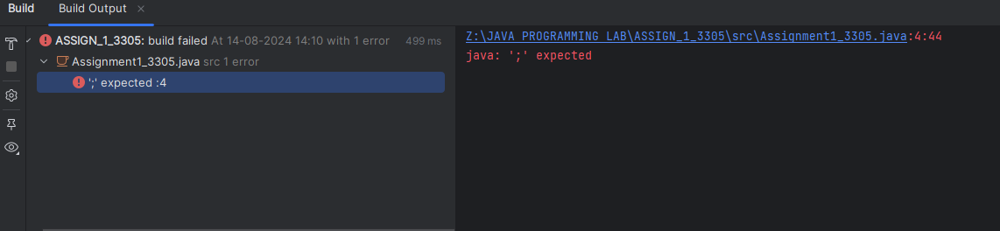 Build Build Output ×
ASSIGN_1_3305: build failed At 14-08-2024 14:10 with 1 error 499 ms
Assignment1_3305.java src 1 error
';' expected :4
Z:\JAVA PROGRAMMING LAB\ASSIGN_1_3305\src\Assignment1_3305.java:4:44
java: ';' expected